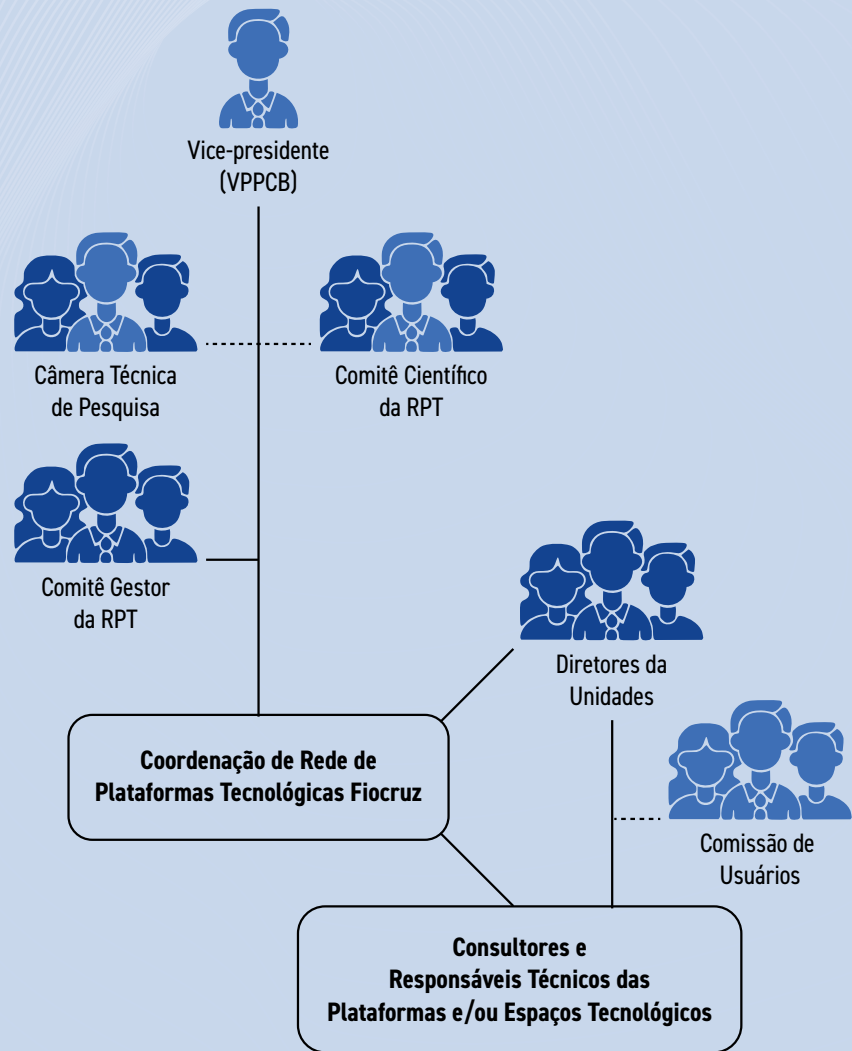 Vice-presidente
(VPPCB)
Câmera Técnica
de Pesquisa
Comitê Científico
da RPT
Comitê Gestor
da RPT
Diretores da
Unidades
Coordenação de Rede de
Plataformas Tecnológicas Fiocruz
Comissão de
Usuários
Consultores e
Responsáveis Técnicos das
Plataformas e/ou Espaços Tecnológicos